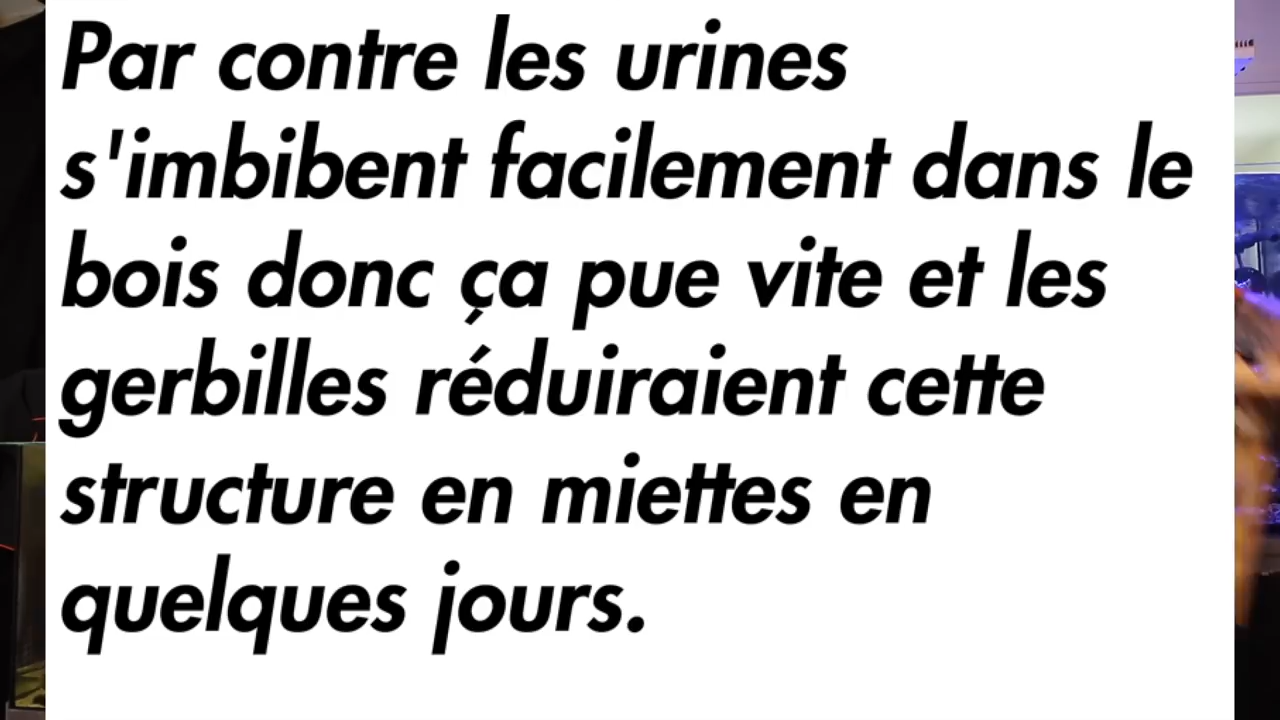 Par contre les urines
s'imbibent facilement dans le
bois donc ça pue vite et les
gerbilles réduiraient cette
structure en miettes en
quelques jours.